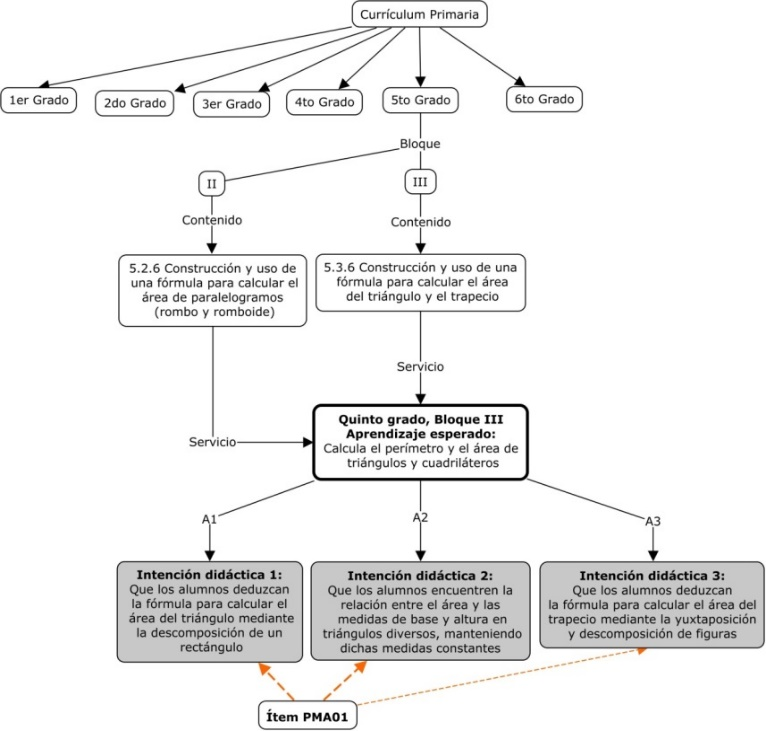 Currículum Primaria
1er Grado
2do Grado
3er Grado
4to Grado
5to Grado
6to Grado
Bloque
II
III
Contenido
Contenido
5.2.6 Construcción y uso de
una fórmula para calcular el
área de paralelogramos
(rombo y romboide)
5.3.6 Construcción y uso de una
fórmula para calcular el área
del triángulo y el trapecio
Servicio
Servicio
Quinto grado, Bloque III
Aprendizaje esperado:
Calcula el perímetro y el área de
triángulos y cuadriláteros
A1
A2
A3
Intención didáctica 1:
Que los alumnos deduzcan
la fórmula para calcular el
área del triángulo mediante
la descomposición de un
rectángulo
Intención didáctica 2:
Que los alumnos encuentren la
relación entre el área y las
medidas de base y altura en
triángulos diversos, manteniendo
dichas medidas constantes
Intención didáctica 3:
Que los alumnos deduzcan
la fórmula para calcular el área del
trapecio mediante la yuxtaposición
y descomposición de figuras
Ítem PMA01